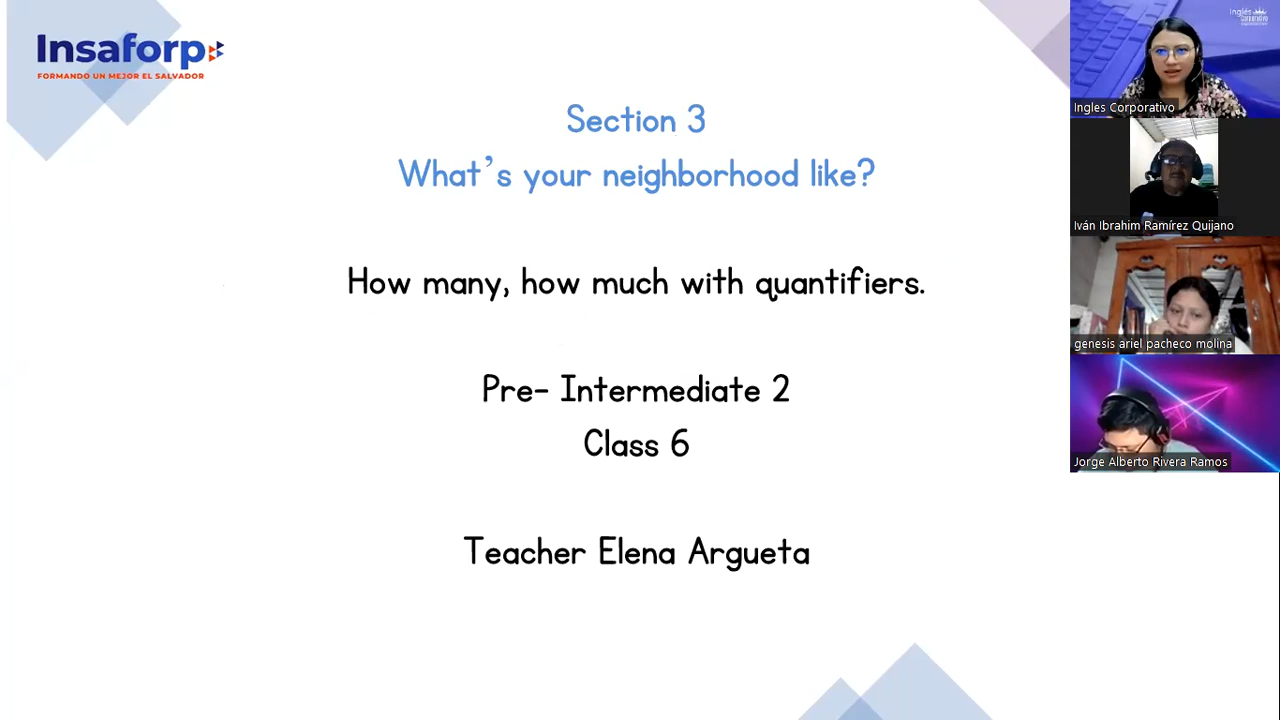 Insaforp
FORMANDO UN MEJOR EL SALVADOR
Section 3
What's your neighborhood like?
How many, how much with quantifiers.
Pre- Intermediate 2
Class 6
Teacher Elena Argueta
Inglés
Corporativo
Ingles Corporativo
Iván Ibrahim Ramírez Quijano
genesis ariel pacheco molina
Jorge Alberto Rivera Ramos